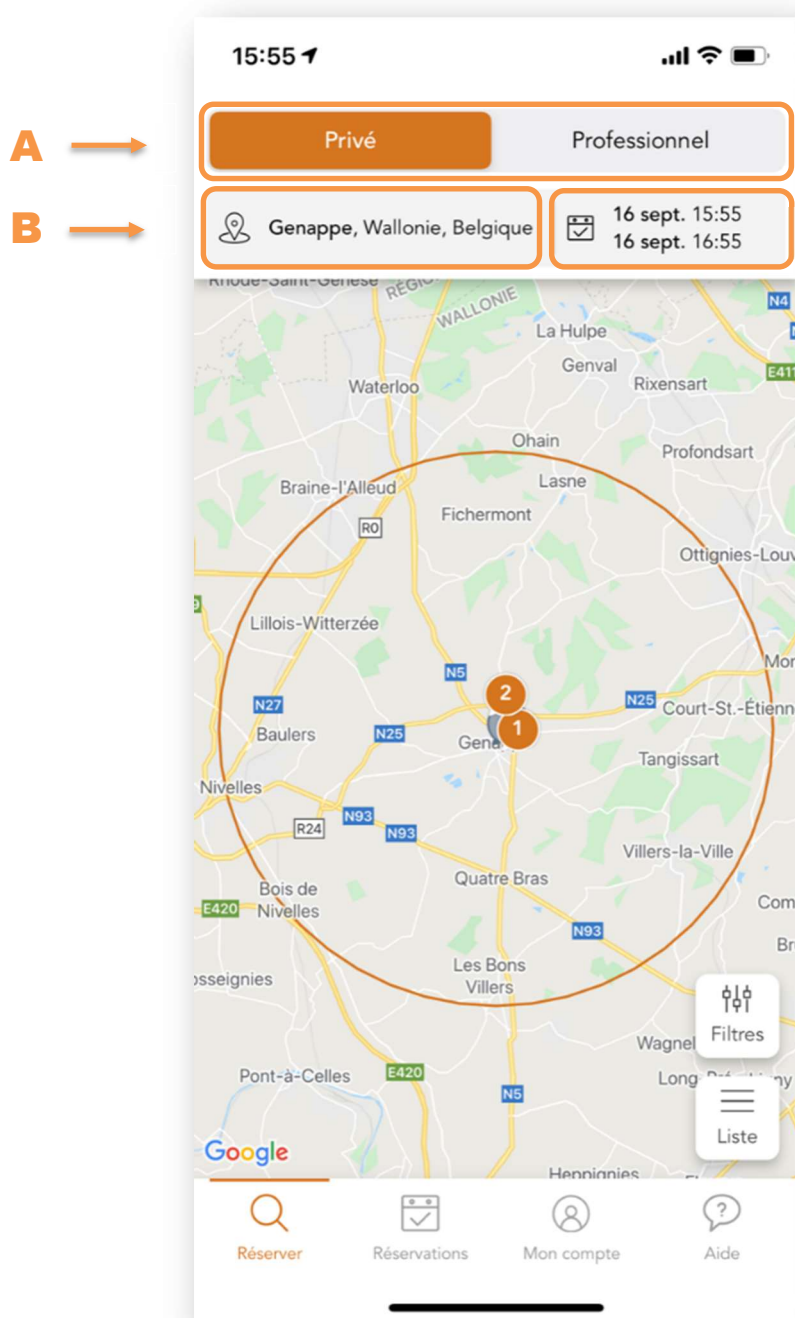 15:55
A
Privé Professionnel
B
Genappe, Wallonie, Belgique
16 sept. 15:55
16 sept. 16:55
Rhode-Saint-Genèse
WALLONIE
N4
La Hulpe
Genval
E411
Waterloo
Rixensart
Ohain
Profondsart
Braine-l'Alleud
Lasne
R0
Fichermont
Ottignies-Louv
Lillois-Witterzée
Mon
N5
2
N27
N25
Court-St.-Étienn
Baulers
N25
Gena
1
Tangissart
Nivelles
N93
R24
N93
Villers-la-Ville
Quatre Bras
Bois de
Nivelles
E420
Com
N93
Br
osseignies
Les Bons
Villers
Filtres
Wagnel
Pont-à-Celles
E420
Long
ny
N5
Liste
Google
Heppignies
Réserver Réservations Mon compte Aide